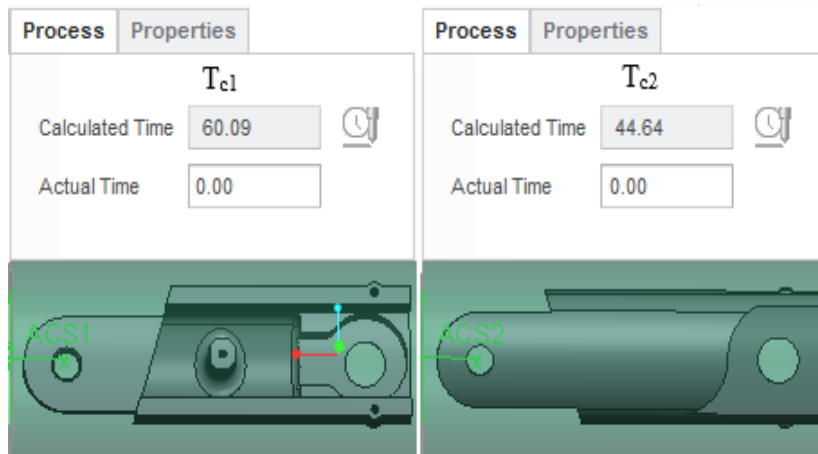 Process Properties
Tc1
Calculated Time 60.09
Actual Time 0.00
ACS1
Process Properties
Tc2
Calculated Time 44.64
Actual Time 0.00
ACS2